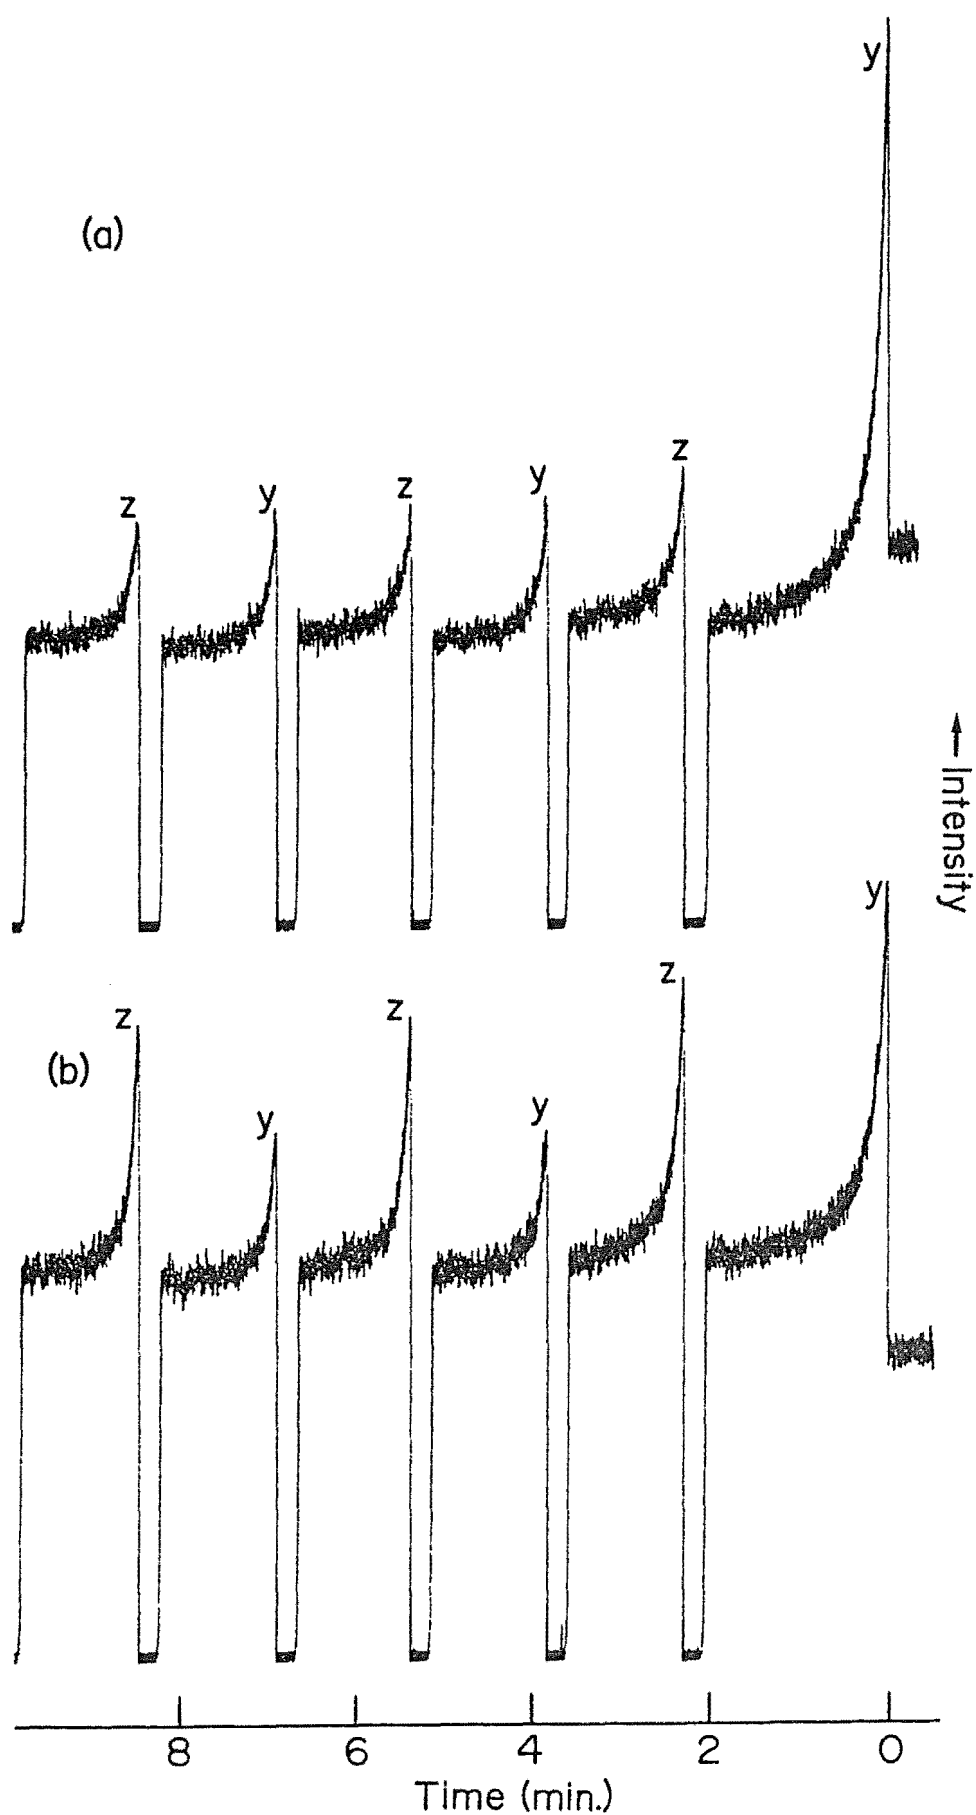 y
(a)
z y z y z
← Intensity
y
z y z y z
(b)
8 6 4 2 0
Time (min.)